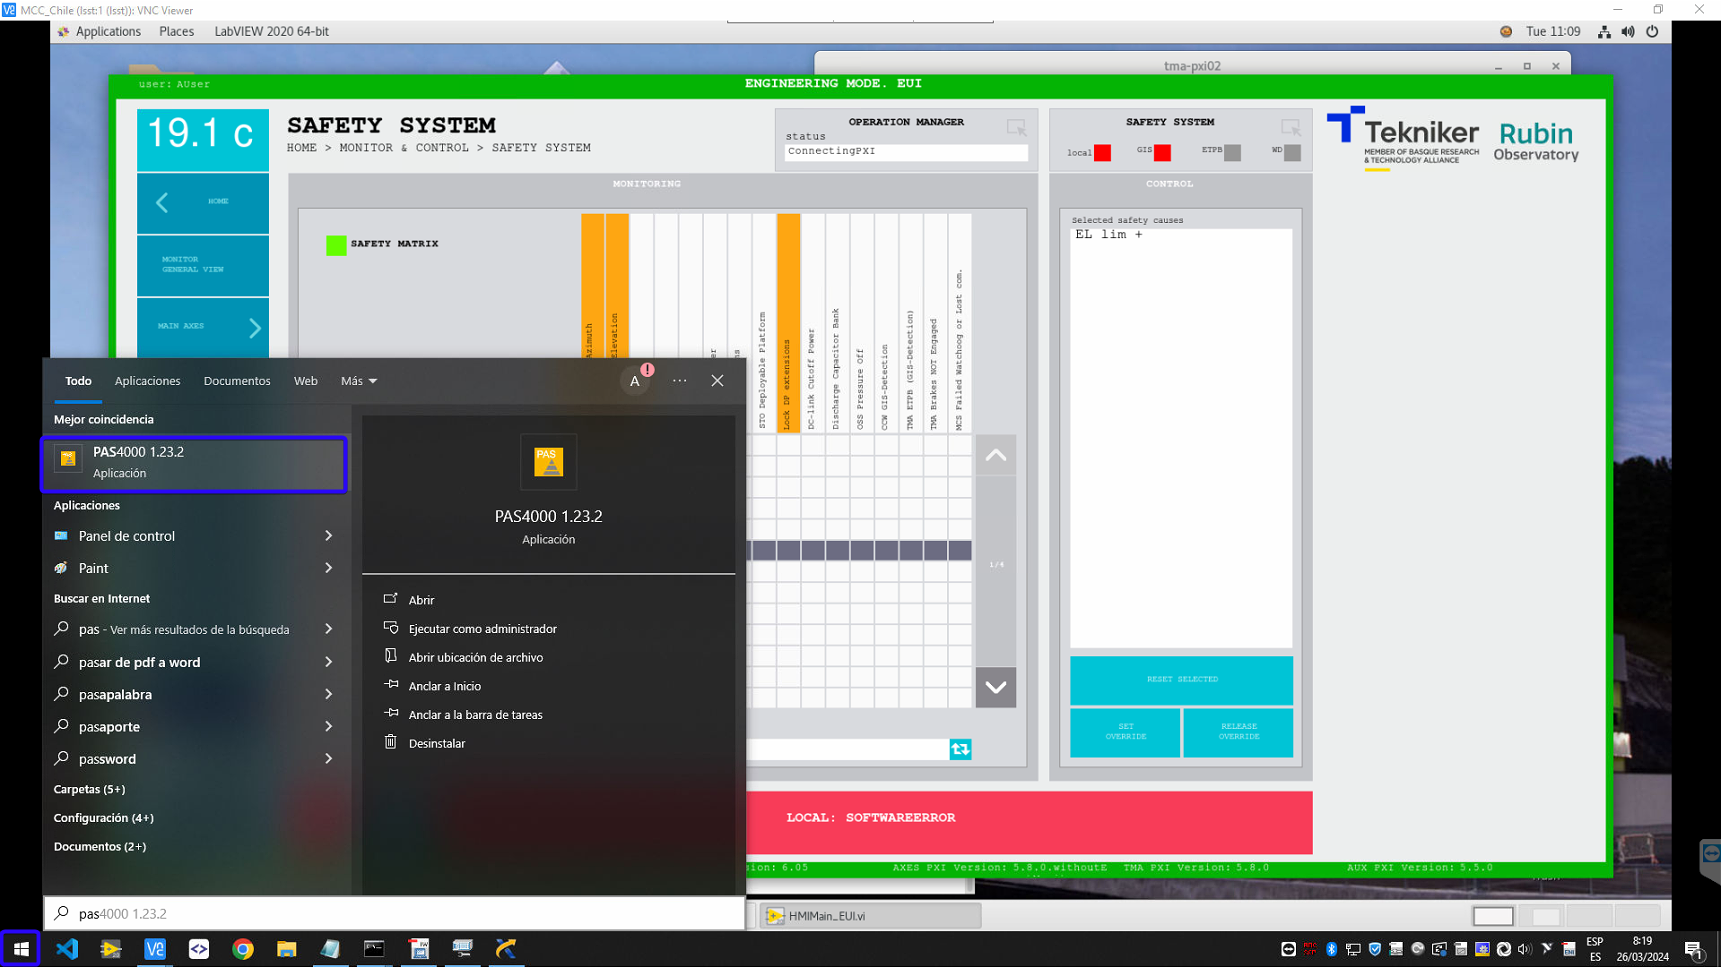 MCC_Chile (lsst:1 (lsst)): VNC Viewer
Applications
Places
LabVIEW 2020 64-bit
Tue 11:09
tma-pxi02
user: AUser
ENGINEERING MODE. EUI
19.1 c
SAFETY SYSTEM
HOME > MONITOR & CONTROL > SAFETY SYSTEM
OPERATION MANAGER
status
ConnectingPXI
SAFETY SYSTEM
local
GIS
ETPB
WD
Tekniker
MEMBER OF BASQUE RESEARCH
& TECHNOLOGY ALLIANCE
Rubin
Observatory
HOME
MONITOR
GENERAL VIEW
MAIN AXES
MONITORING
SAFETY MATRIX
Azimuth
Elevation
STO Deployable Platform
Lock DP extensions
DC-link Cutoff Power
Discharge Capacitor Bank
OSS Pressure Off
CCW GIS-Detection
TMA ETPB (GIS-Detection)
TMA Brakes NOT Engaged
MCS Failed Watchoog or Lost com.
1/4
CONTROL
Selected safety causes
EL lim +
RESET SELECTED
SET
OVERRIDE
RELEASE
OVERRIDE
LOCAL: SOFTWAREERROR
sion: 6.05
AXES PXI Version: 5.8.0.withoutE
TMA PXI Version: 5.8.0
AUX PXI Version: 5.5.0
HMIMain_EUI.vi
Todo
Aplicaciones
Documentos
Web
Más
A
Mejor coincidencia
PAS4000 1.23.2
Aplicación
Aplicaciones
Panel de control
Paint
Buscar en Internet
pas - Ver más resultados de la búsqueda
pasar de pdf a word
pasapalabra
pasaporte
password
Carpetas (5+)
Configuración (4+)
Documentos (2+)
PAS
PAS4000 1.23.2
Aplicación
Abrir
Ejecutar como administrador
Abrir ubicación de archivo
Anclar a Inicio
Anclar a la barra de tareas
Desinstalar
pas4000 1.23.2
ESP
ES
8:19
26/03/2024
1